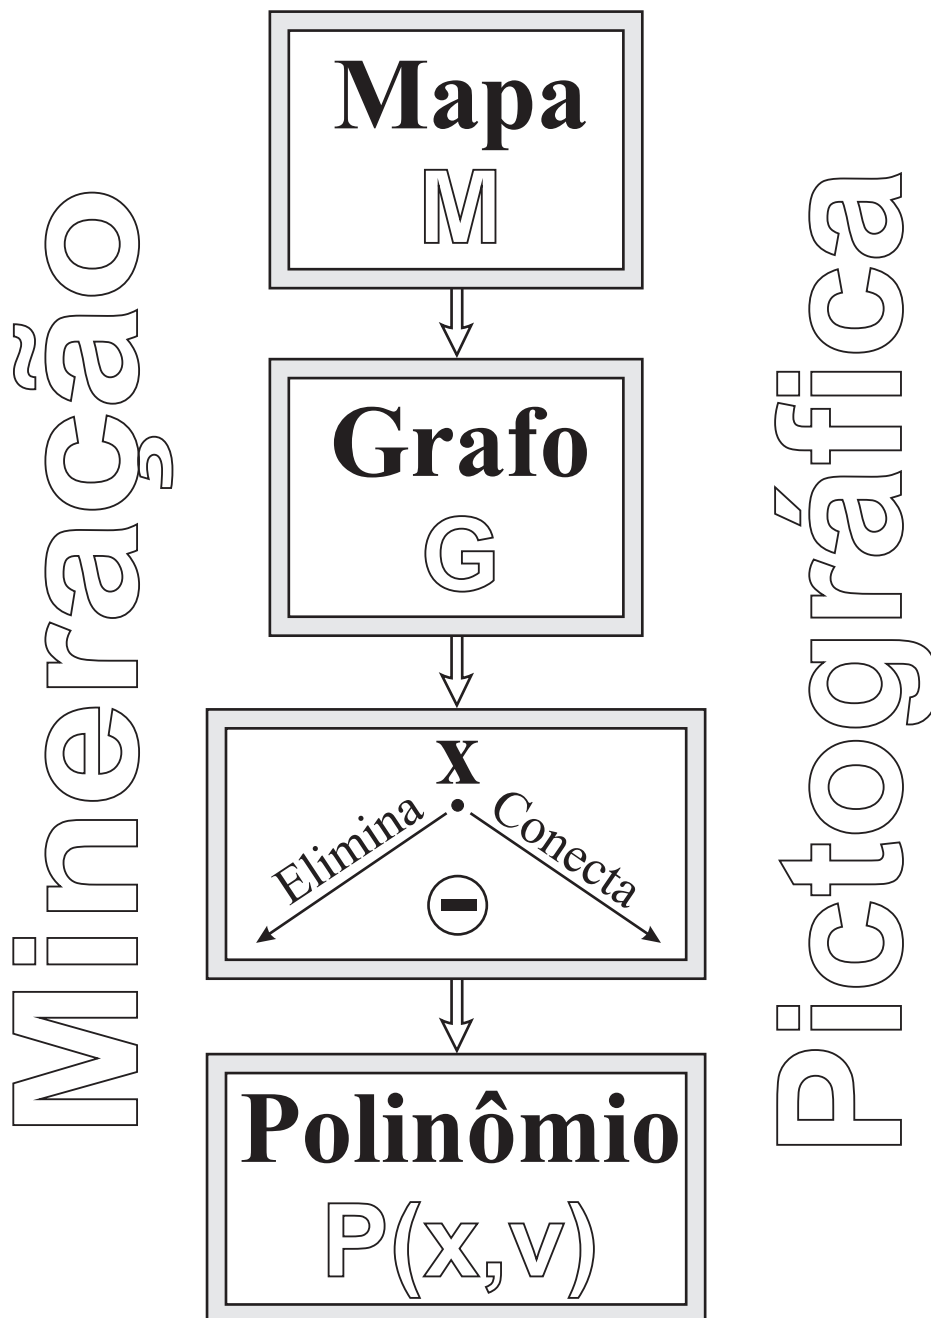 Mineração
Mapa
M
Grafo
G
x
Elimina
Conecta
Polinômio
P(x,v)
Pictográfica